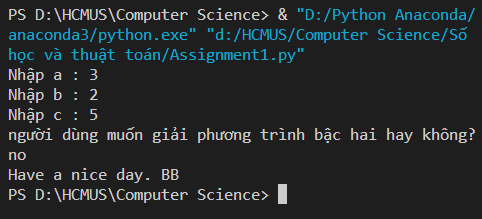 PS D:\HCMUS\Computer Science> & "D:/Python Anaconda/
anaconda3/python.exe" "d:/HCMUS/Computer Science/Số
học và thuật toán/Assignment1.py"
Nhập a : 3
Nhập b : 2
Nhập c : 5
người dùng muốn giải phương trình bậc hai hay không?
no
Have a nice day. BB
PS D:\HCMUS\Computer Science>